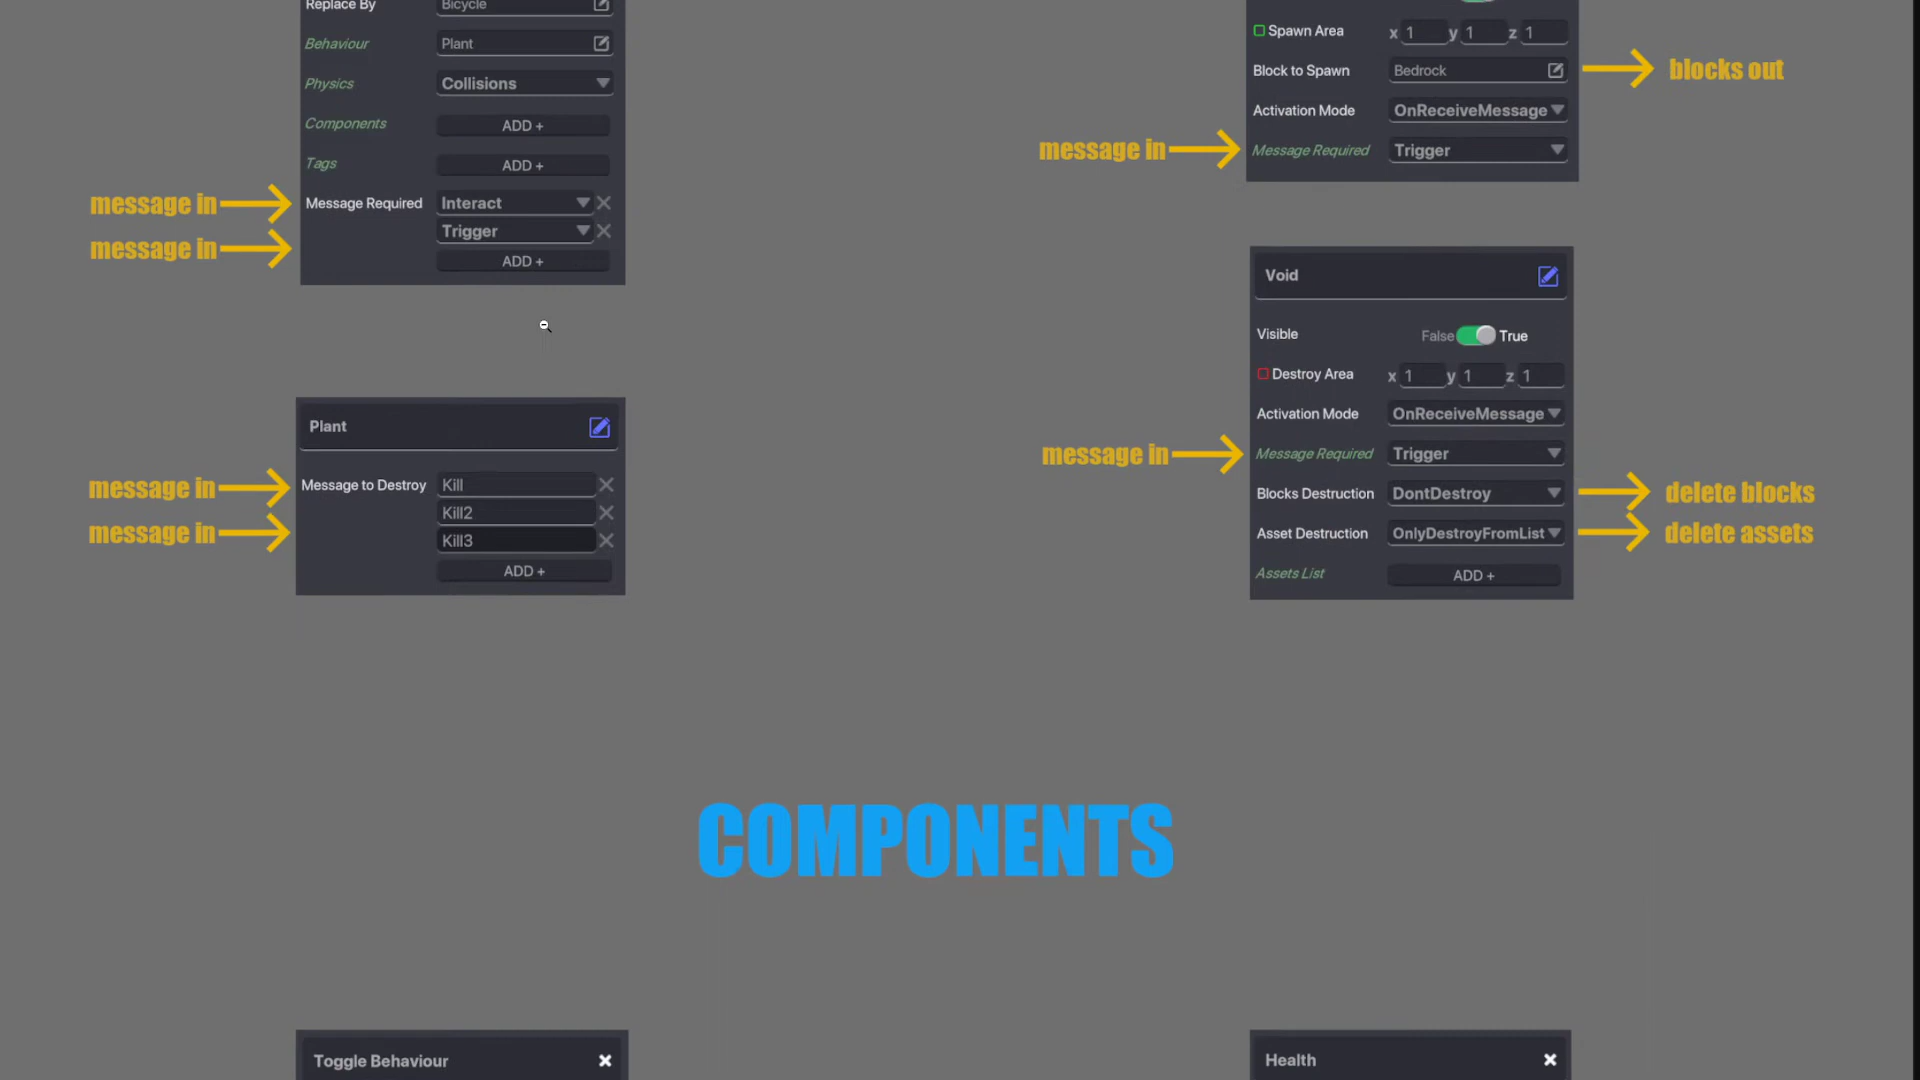 Replace By Bicycle
Behaviour Plant
Physics Collisions
Components ADD +
Tags ADD +
message in Message Required Interact
message in Trigger
ADD +
Spawn Area x 1 y 1 z 1
Block to Spawn Bedrock blocks out
Activation Mode OnReceiveMessage
message in Message Required Trigger
Plant
message in Message to Destroy Kill
Kill2
message in Kill3
ADD +
Void
Visible False True
Destroy Area x 1 y 1 z 1
Activation Mode OnReceiveMessage
message in Message Required Trigger
Blocks Destruction DontDestroy delete blocks
Asset Destruction OnlyDestroyFromList delete assets
Assets List ADD +
COMPONENTS
Toggle Behaviour
Health